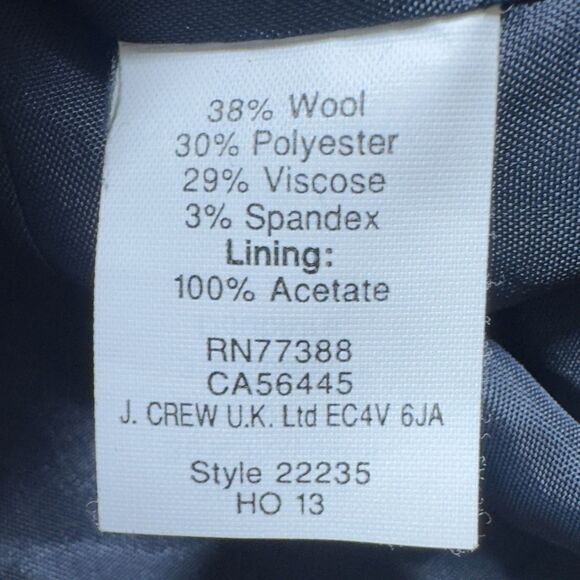 38% Wool
30% Polyester
29% Viscose
3% Spandex
Lining:
100% Acetate
RN77388
CA56445
J. CREW U.K. Ltd EC4V 6JA
Style 22235
HO 13